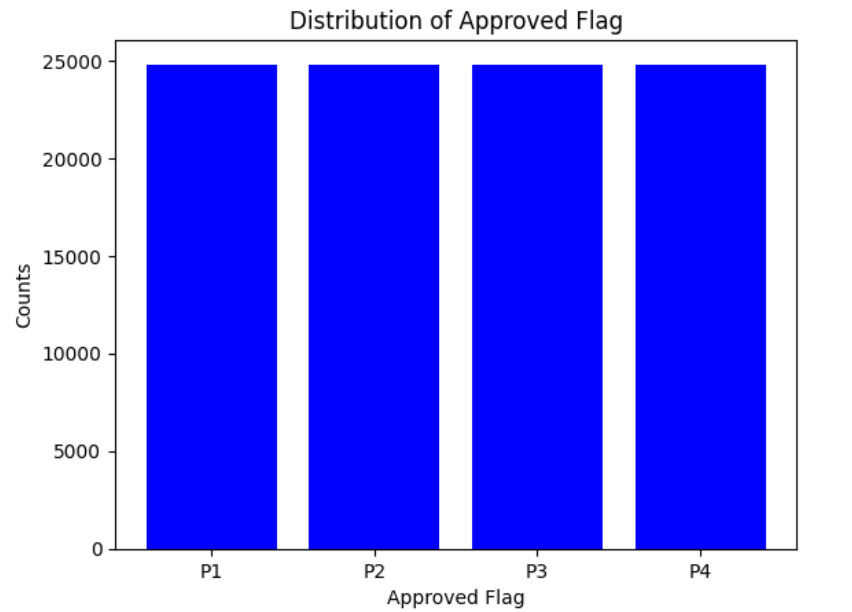 Distribution of Approved Flag
25000
20000
15000
10000
5000
0
Counts
P1 P2 P3 P4
Approved Flag